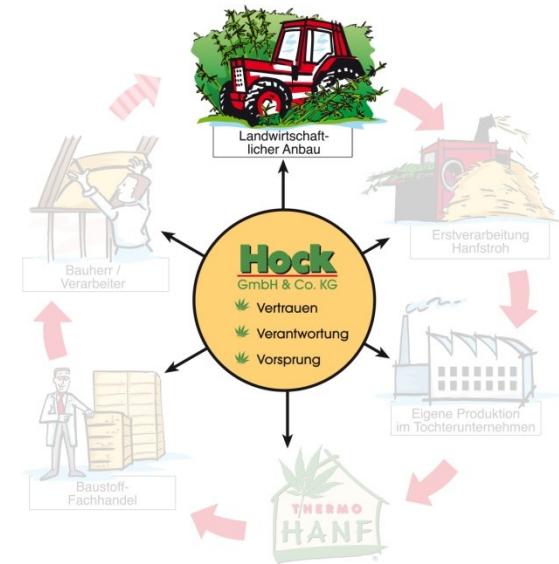 Landwirtschaft-
licher Anbau
Erstverarbeitung
Hanfstroh
Eigene Produktion
im Tochterunternehmen
THERMO
HANF
®
Baustoff-
Fachhandel
Bauherr /
Verarbeiter
Hock
GmbH & Co. KG
Vertrauen
Verantwortung
Vorsprung